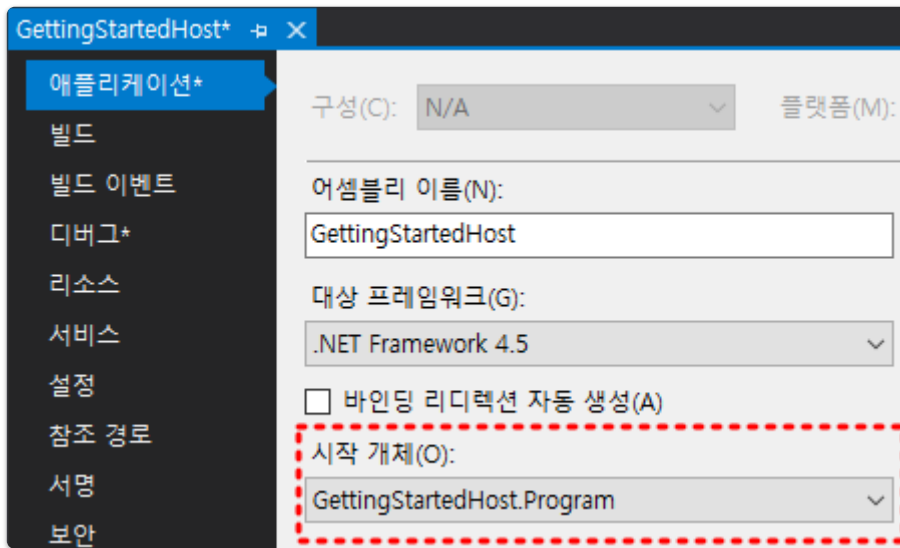 GettingStartedHost*
애플리케이션*
빌드
빌드 이벤트
디버그*
리소스
서비스
설정
참조 경로
서명
보안
구성(C): N/A 플랫폼(M):
어셈블리 이름(N):
GettingStartedHost
대상 프레임워크(G):
.NET Framework 4.5
바인딩 리디렉션 자동 생성(A)
시작 개체(O):
GettingStartedHost.Program